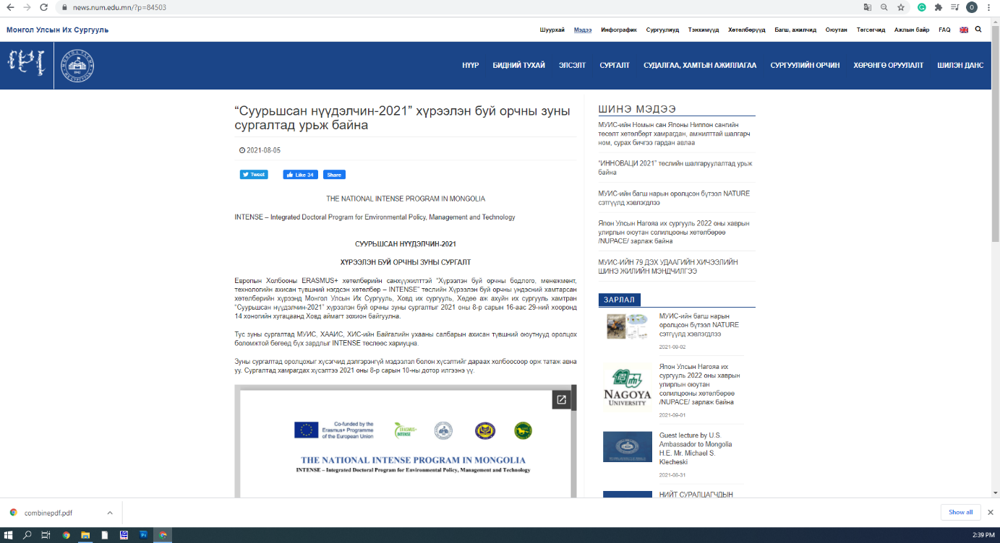 news.num.edu.mn/?p=84503
Монгол Улсын Их Сургууль
Шуурхай Мэдээ Инфографик Сургуулиуд Тэнхимүүд Хөтөлбөрүүд Багш, ажилчид Оюутан Төгсөгчид Ажлын байр FAQ
НҮҮР БИДНИЙ ТУХАЙ ЭЛСЭЛТ СУРГАЛТ СУДАЛГАА, ХАМТЫН АЖИЛЛАГАА СУРГУУЛИЙН ОРЧИН ХӨРӨНГӨ ОРУУЛАЛТ ШИЛЭН ДАНС
“Суурьшсан нүүдэлчин-2021” хүрээлэн буй орчны зуны
сургалтад урьж байна
2021-08-05
Tweet Like 34 Share
THE NATIONAL INTENSE PROGRAM IN MONGOLIA
INTENSE – Integrated Doctoral Program for Environmental Policy, Management and Technology
СУУРЬШСАН НҮҮДЭЛЧИН-2021
ХҮРЭЭЛЭН БУЙ ОРЧНЫ ЗУНЫ СУРГАЛТ
Европын Холбооны ERASMUS+ хөтөлбөрийн санхүүжилттэй “Хүрээлэн буй орчны бодлого, менежмент,
технологийн ахисан түвшний нэгдсэн хөтөлбөр – INTENSE” төслийн Хүрээлэн буй орчны үндэсний хамтарсан
хөтөлбөрийн хүрээнд Монгол Улсын Их Сургууль, Ховд их сургууль, Хөдөө аж ахуйн их сургууль хамтран
“Суурьшсан нүүдэлчин-2021” хүрээлэн буй орчны зуны сургалтыг 2021 оны 8-р сарын 16-аас 29-ний хооронд
14 хоногийн хугацаанд Ховд аймагт зохион байгуулна.
Тус зуны сургалтад МУИС, ХААИС, ХИС-ийн Байгалийн ухааны салбарын ахисан түвшний оюутнууд оролцох
боломжтой бөгөөд бүх зардлыг INTENSE төслөөс хариуцна.
Зуны сургалтад оролцохыг хүсэгчид дэлгэрэнгүй мэдээлэл болон хүсэлтийг дараах холбоосоор орж татаж авна
уу. Сургалтад хамрагдах хүсэлтээ 2021 оны 8-р сарын 10-ны дотор илгээнэ үү.
Co-funded by the
Erasmus+ Programme
of the European Union
ERASMUS+
INTENSE
THE NATIONAL INTENSE PROGRAM IN MONGOLIA
INTENSE – Integrated Doctoral Program for Environmental Policy, Management and Technology
ШИНЭ МЭДЭЭ
МУИС-ийн Номын сан Японы Ниппон сангийн
төсөлт хөтөлбөрт хамрагдан, амжилттай шалгарч
ном, сурах бичгээ гардан авлаа
“ИННОВАЦИ 2021” төслийн шалгаруулалтад урьж
байна
МУИС-ийн багш нарын оролцсон бүтээл NATURE
сэтгүүлд хэвлэгдлээ
Япон Улсын Нагояа их сургууль 2022 оны хаврын
улирлын оюутан солилцооны хөтөлбөрөө
/NUPACE/ зарлаж байна
МУИС-ИЙН 79 ДЭХ УДААГИЙН ХИЧЭЭЛИЙН
ШИНЭ ЖИЛИЙН МЭНДЧИЛГЭЭ
ЗАРЛАЛ
МУИС-ийн багш нарын
оролцсон бүтээл NATURE
сэтгүүлд хэвлэгдлээ
2021-09-02
NAGOYA
UNIVERSITY
Япон Улсын Нагояа их
сургууль 2022 оны хаврын
улирлын оюутан
солилцооны хөтөлбөрөө
/NUPACE/ зарлаж байна
2021-09-01
Guest lecture by U.S.
Ambassador to Mongolia
H.E. Mr. Michael S.
Klecheski
2021-08-31
НИЙТ СУРАЛЦАГЧДЫН
combinepdf.pdf
Show all
2:39 PM